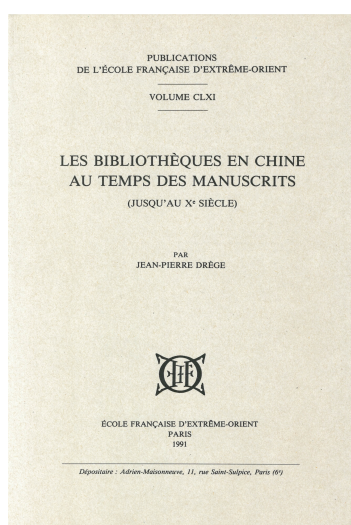 PUBLICATIONS
DE L'ÉCOLE FRANÇAISE D'EXTRÊME-ORIENT
VOLUME CLXI
LES BIBLIOTHÈQUES EN CHINE
AU TEMPS DES MANUSCRITS
(JUSQU'AU Xe SIÈCLE)
PAR
JEAN-PIERRE DRÈGE
ÉCOLE FRANÇAISE D'EXTRÊME-ORIENT
PARIS
1991
Dépositaire : Adrien-Maisonneuve, 11, rue Saint-Sulpice, Paris (6e)